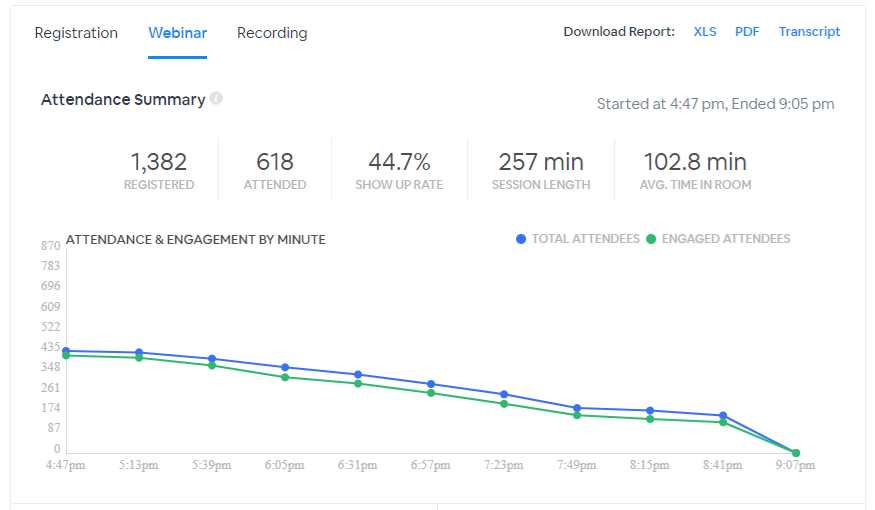 Registration Webinar Recording Download Report: XLS PDF Transcript
Attendance Summary
Started at 4:47 pm, Ended 9:05 pm
1,382 618 44.7% 257 min 102.8 min
REGISTERED ATTENDED SHOW UP RATE SESSION LENGTH AVG. TIME IN ROOM
ATTENDANCE & ENGAGEMENT BY MINUTE
TOTAL ATTENDEES ENGAGED ATTENDEES
870
783
696
609
522
435
348
261
174
87
0
4:47pm 5:13pm 5:39pm 6:05pm 6:31pm 6:57pm 7:23pm 7:49pm 8:15pm 8:41pm 9:07pm